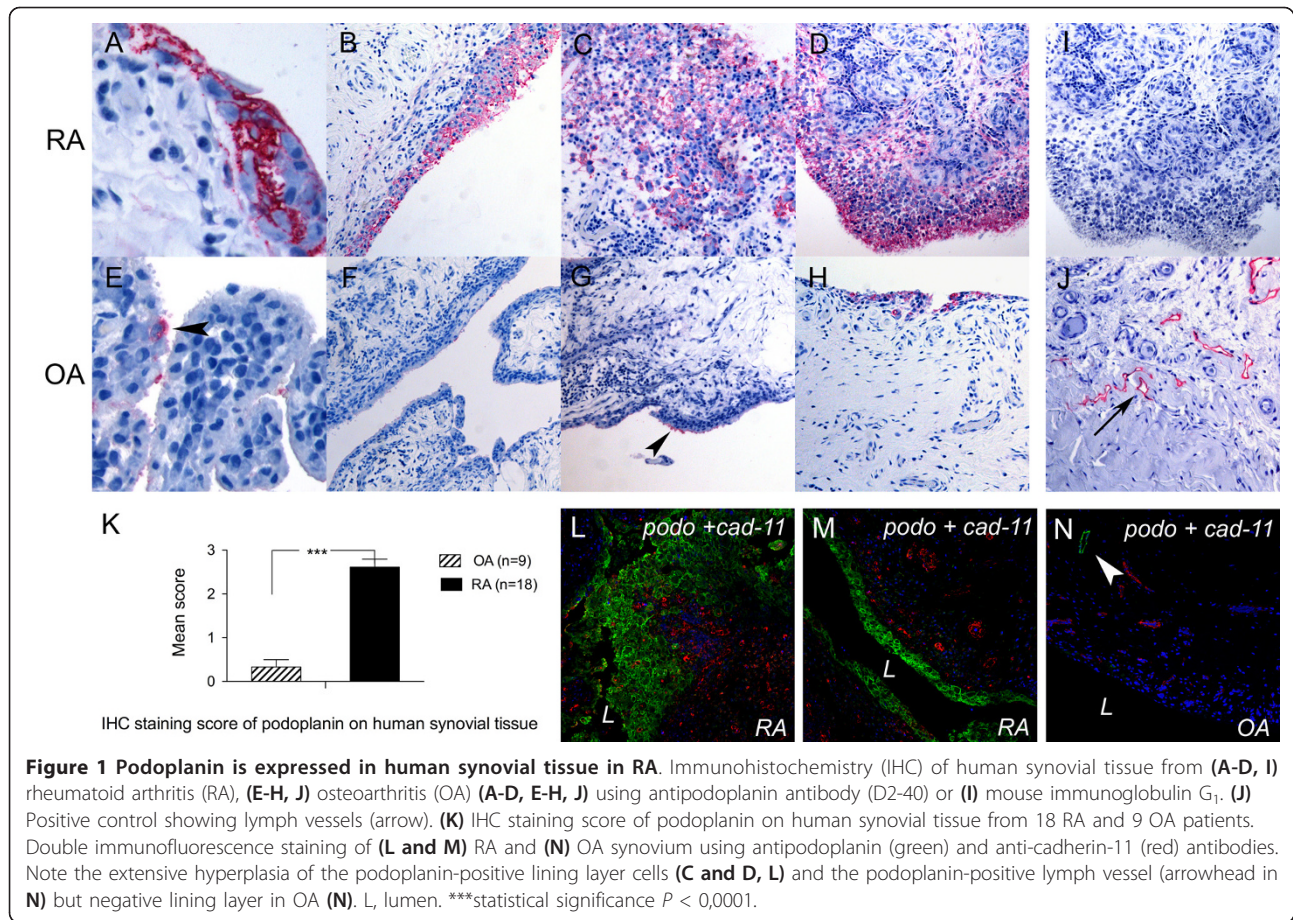 A B C D I
RA
E F G H J
OA
K
3
***
OA (n=9)
2
RA (n=18)
Mean score
1
0
IHC staining score of podoplanin on human synovial tissue
L podo +cad-11
L
RA
M podo + cad-11
L
RA
N podo + cad-11
L
OA
Figure 1 Podoplanin is expressed in human synovial tissue in RA. Immunohistochemistry (IHC) of human synovial tissue from (A-D, I)
rheumatoid arthritis (RA), (E-H, J) osteoarthritis (OA) (A-D, E-H, J) using antipodoplanin antibody (D2-40) or (I) mouse immunoglobulin G₁. (J)
Positive control showing lymph vessels (arrow). (K) IHC staining score of podoplanin on human synovial tissue from 18 RA and 9 OA patients.
Double immunofluorescence staining of (L and M) RA and (N) OA synovium using antipodoplanin (green) and anti-cadherin-11 (red) antibodies.
Note the extensive hyperplasia of the podoplanin-positive lining layer cells (C and D, L) and the podoplanin-positive lymph vessel (arrowhead in
N) but negative lining layer in OA (N). L, lumen. ***statistical significance P < 0,0001.